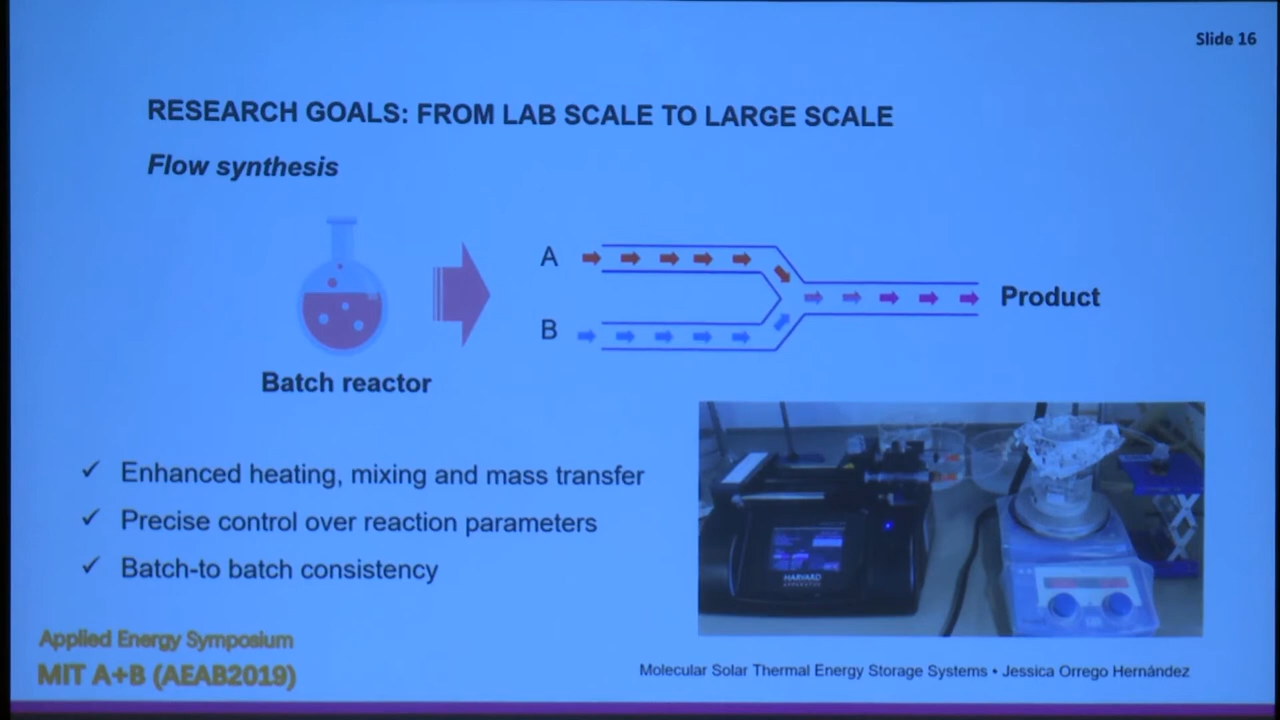 Slide 16
RESEARCH GOALS: FROM LAB SCALE TO LARGE SCALE
Flow synthesis
A
B
Product
Batch reactor
✓ Enhanced heating, mixing and mass transfer
✓ Precise control over reaction parameters
✓ Batch-to batch consistency
HARVARD
APPARATUS
Applied Energy Symposium
MIT A+B (AEAB2019)
Molecular Solar Thermal Energy Storage Systems • Jessica Orrego Hernández